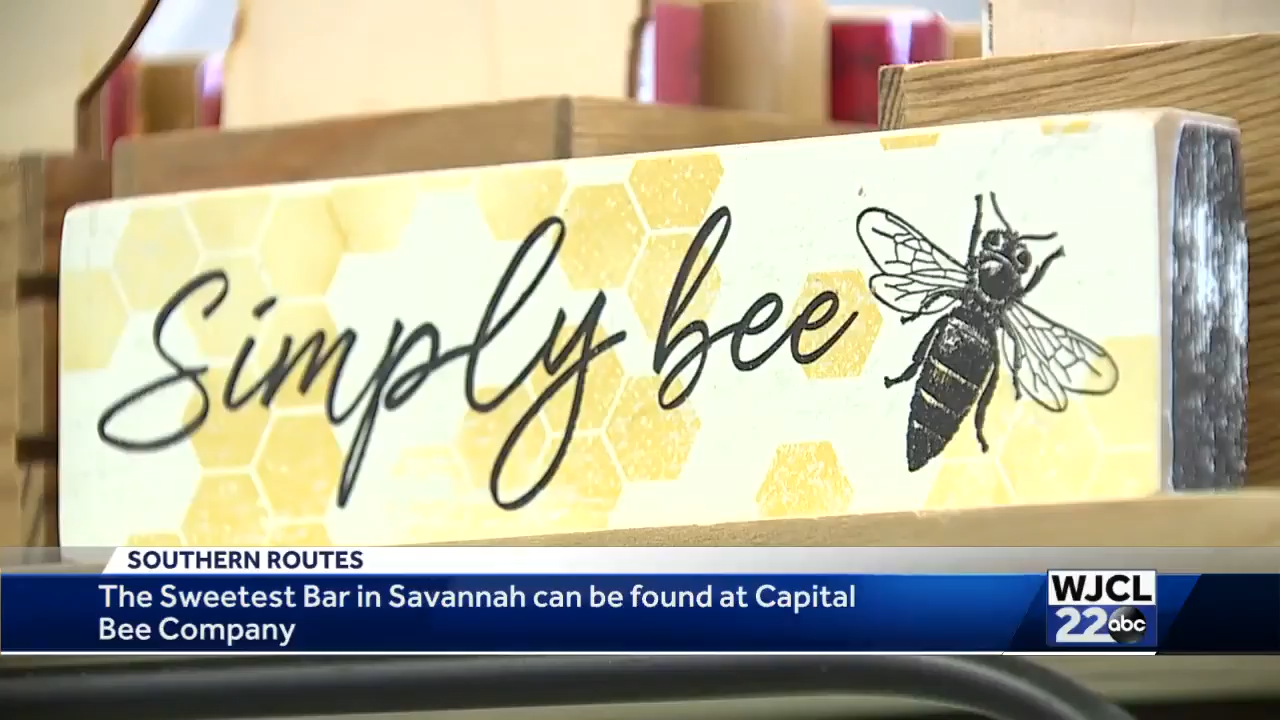 Simply bee
SOUTHERN ROUTES
The Sweetest Bar in Savannah can be found at Capital
Bee Company
WJCL
22 abc